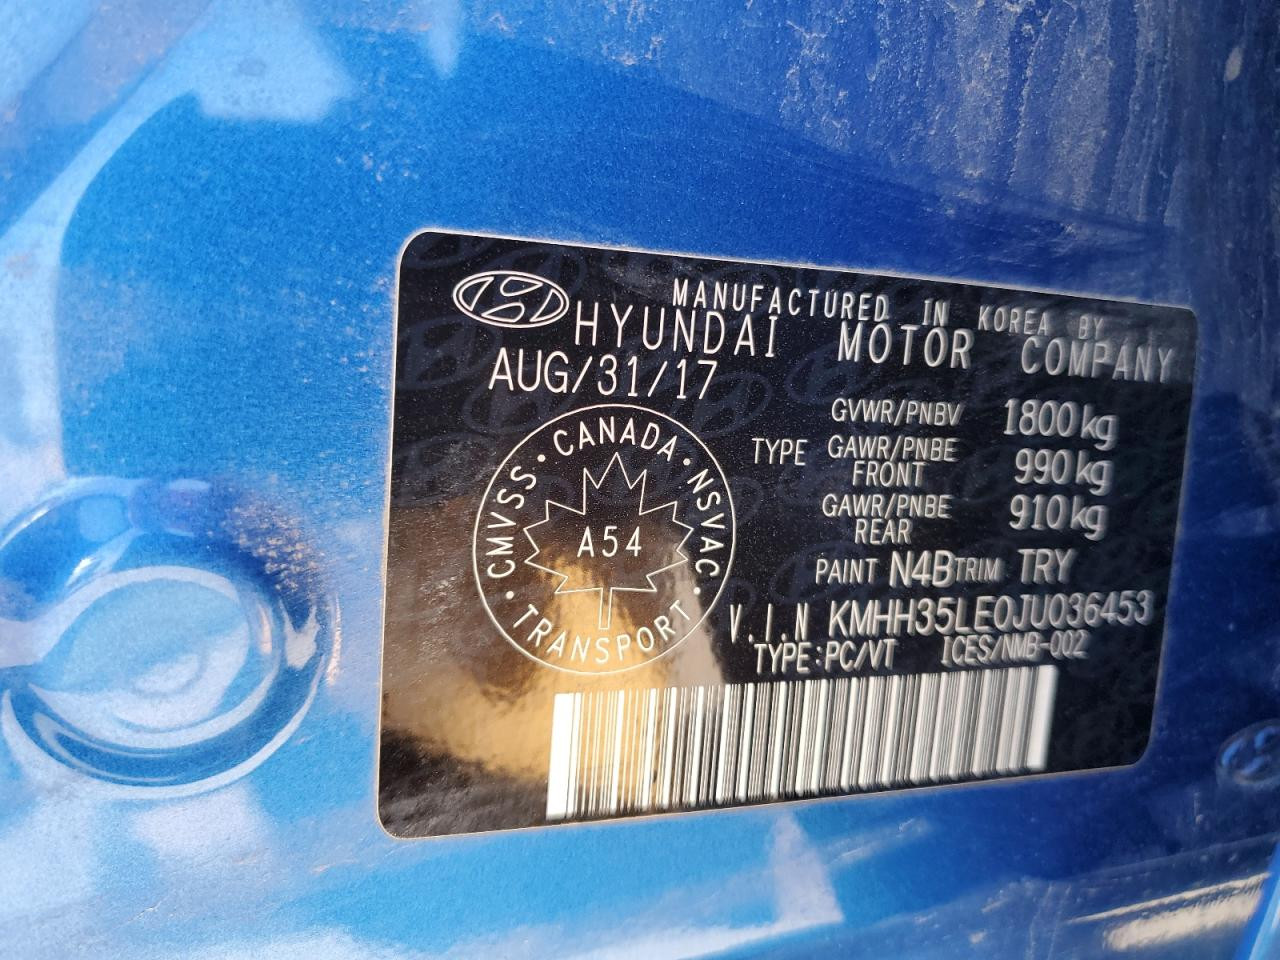 MANUFACTURED IN KOREA BY
HYUNDAI MOTOR COMPANY
AUG/31/17
GVWR/PNBV 1800kg
TYPE GAWR/PNBE FRONT 990kg
GAWR/PNBE REAR 910kg
CMVSS · CANADA · NSVAC · TRANSPORT ·
A54
PAINT N4B TRIM TRY
V.I.N KMHH35LE0JU036453
TYPE:PC/VT ICES/NMB-002